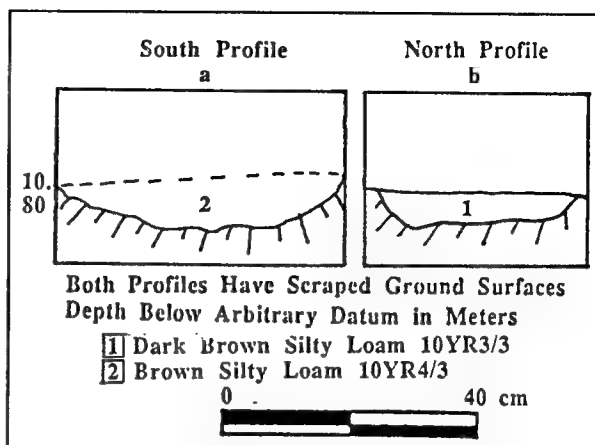 South Profile
North Profile
a
b
10.
80
2
1
Both Profiles Have Scraped Ground Surfaces
Depth Below Arbitrary Datum in Meters
1 Dark Brown Silty Loam 10YR3/3
2 Brown Silty Loam 10YR4/3
0
40 cm